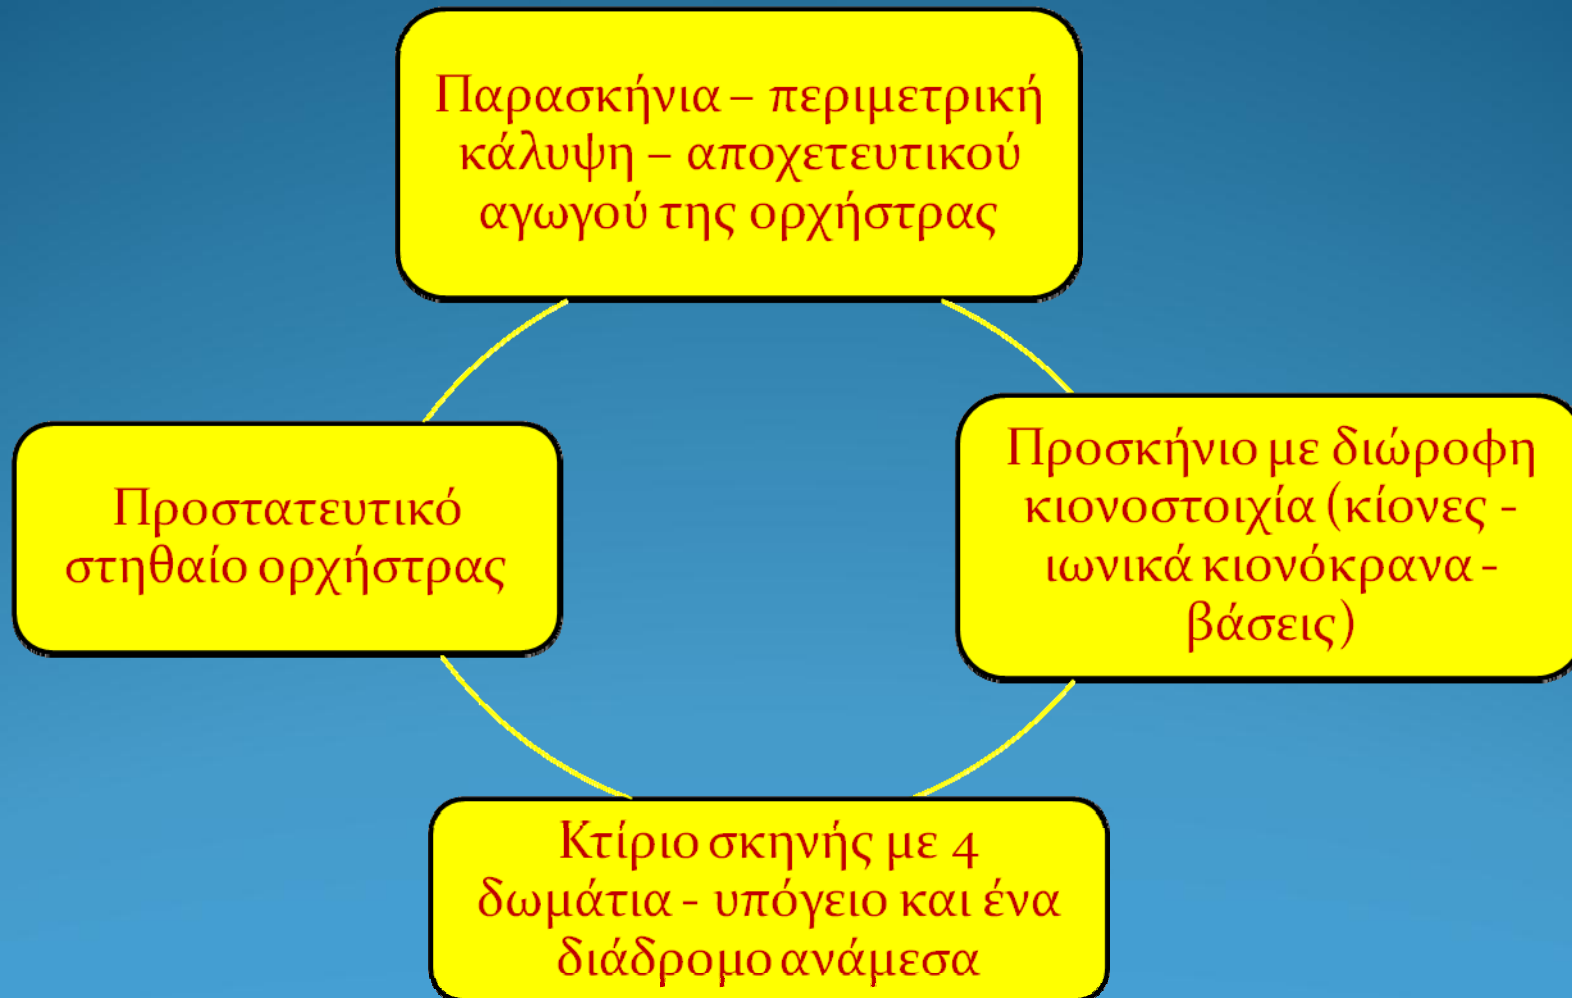 Παρασκήνια – περιμετρική
κάλυψη – αποχετευτικού
αγωγού της ορχήστρας
Προστατευτικό
στηθαίο ορχήστρας
Προσκήνιο με διώροφη
κιονοστοιχία (κίονες -
ιωνικά κιονόκρανα -
βάσεις)
Κτίριο σκηνής με 4
δωμάτια - υπόγειο και ένα
διάδρομο ανάμεσα